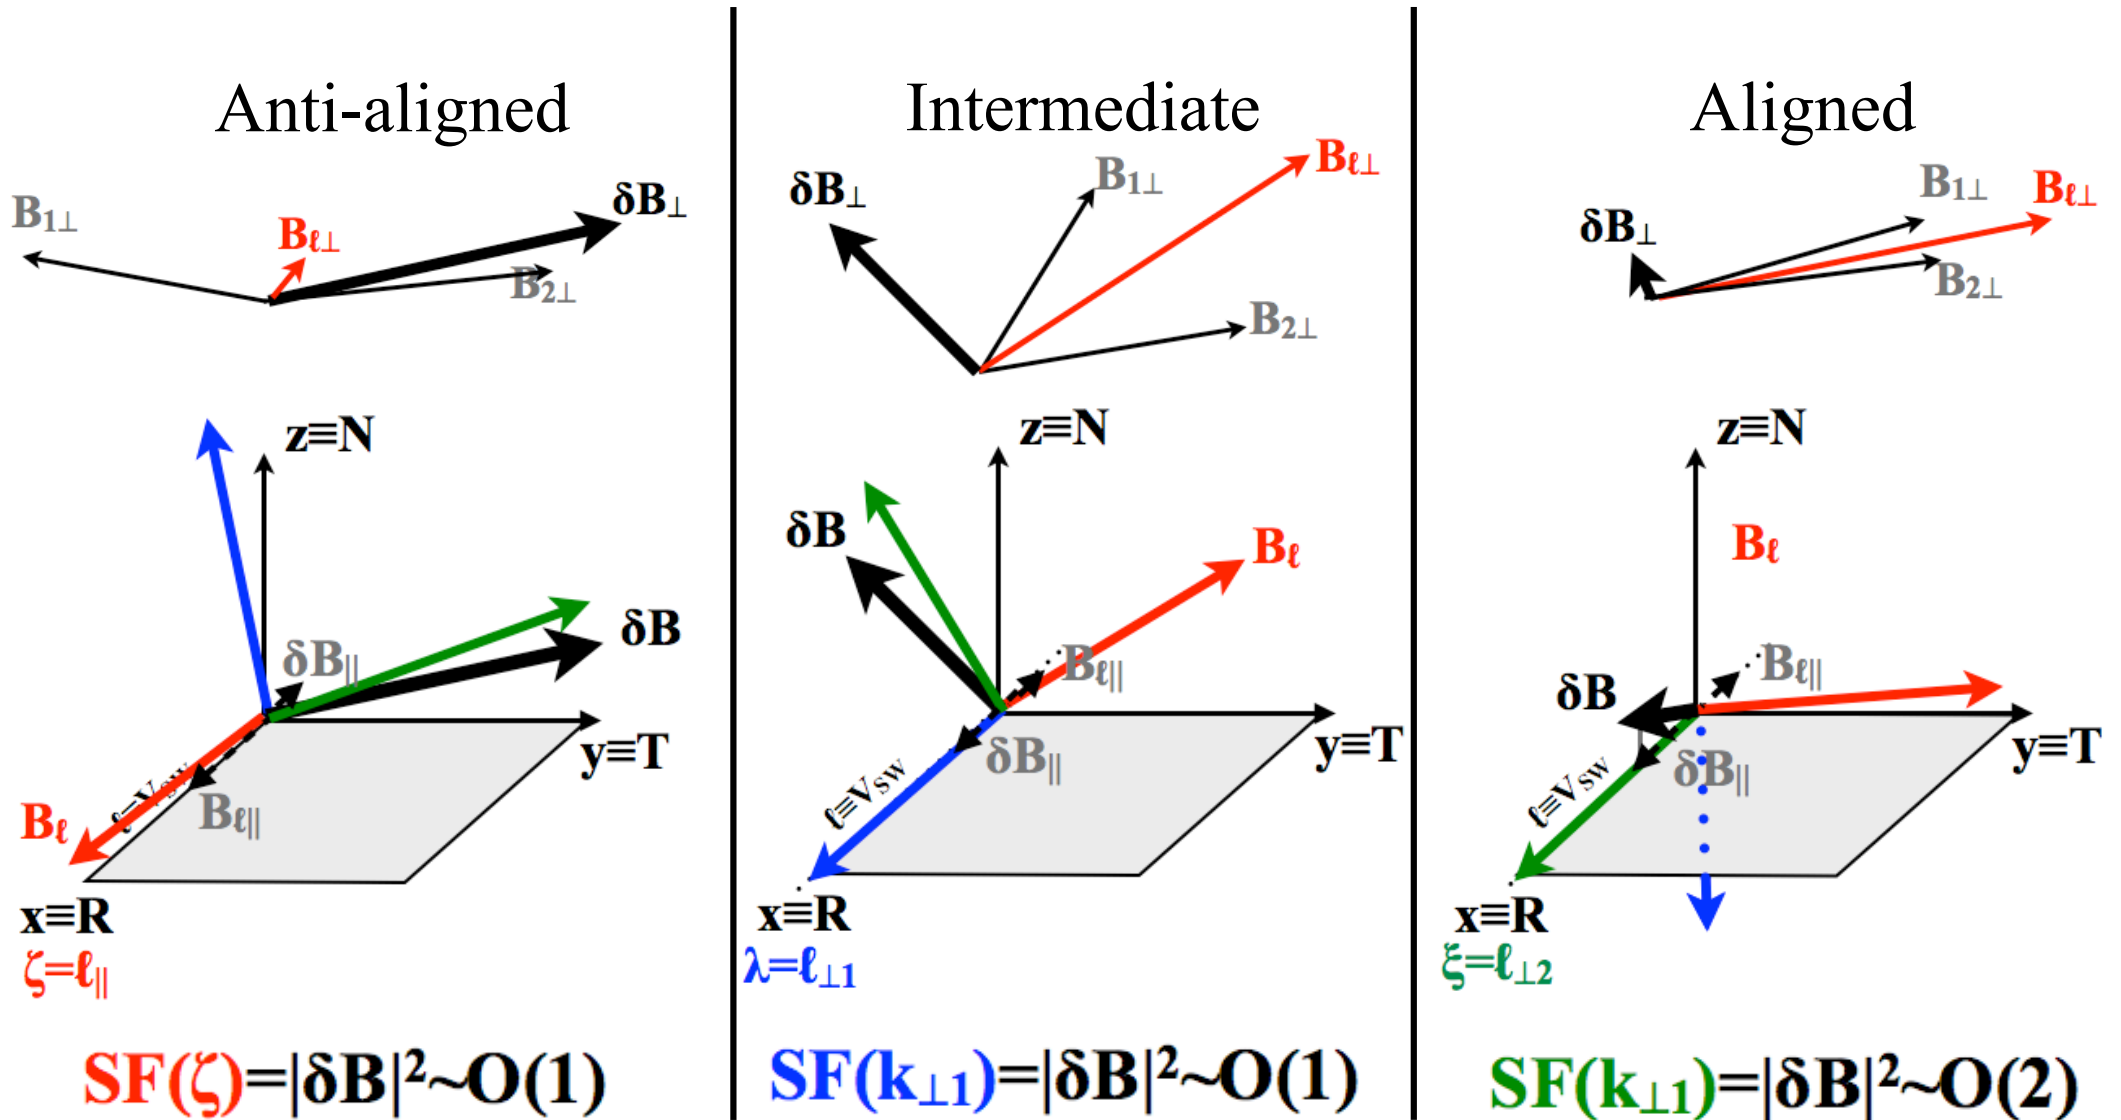 Anti-aligned
B1⊥
Bℓ⊥
δB⊥
B2⊥
z≡N
δB∥
δB
y≡T
ℓ≡VSW
Bℓ∥
Bℓ
x≡R
ζ=ℓ∥
SF(ζ)=|δB|²~O(1)
Intermediate
δB⊥
B1⊥
Bℓ⊥
B2⊥
z≡N
δB
Bℓ
Bℓ∥
δB∥
y≡T
ℓ≡VSW
x≡R
λ=ℓ⊥1
SF(k⊥1)=|δB|²~O(1)
Aligned
δB⊥
B1⊥
Bℓ⊥
B2⊥
z≡N
Bℓ
Bℓ∥
δB
δB∥
y≡T
ℓ≡VSW
x≡R
ξ=ℓ⊥2
SF(k⊥1)=|δB|²~O(2)